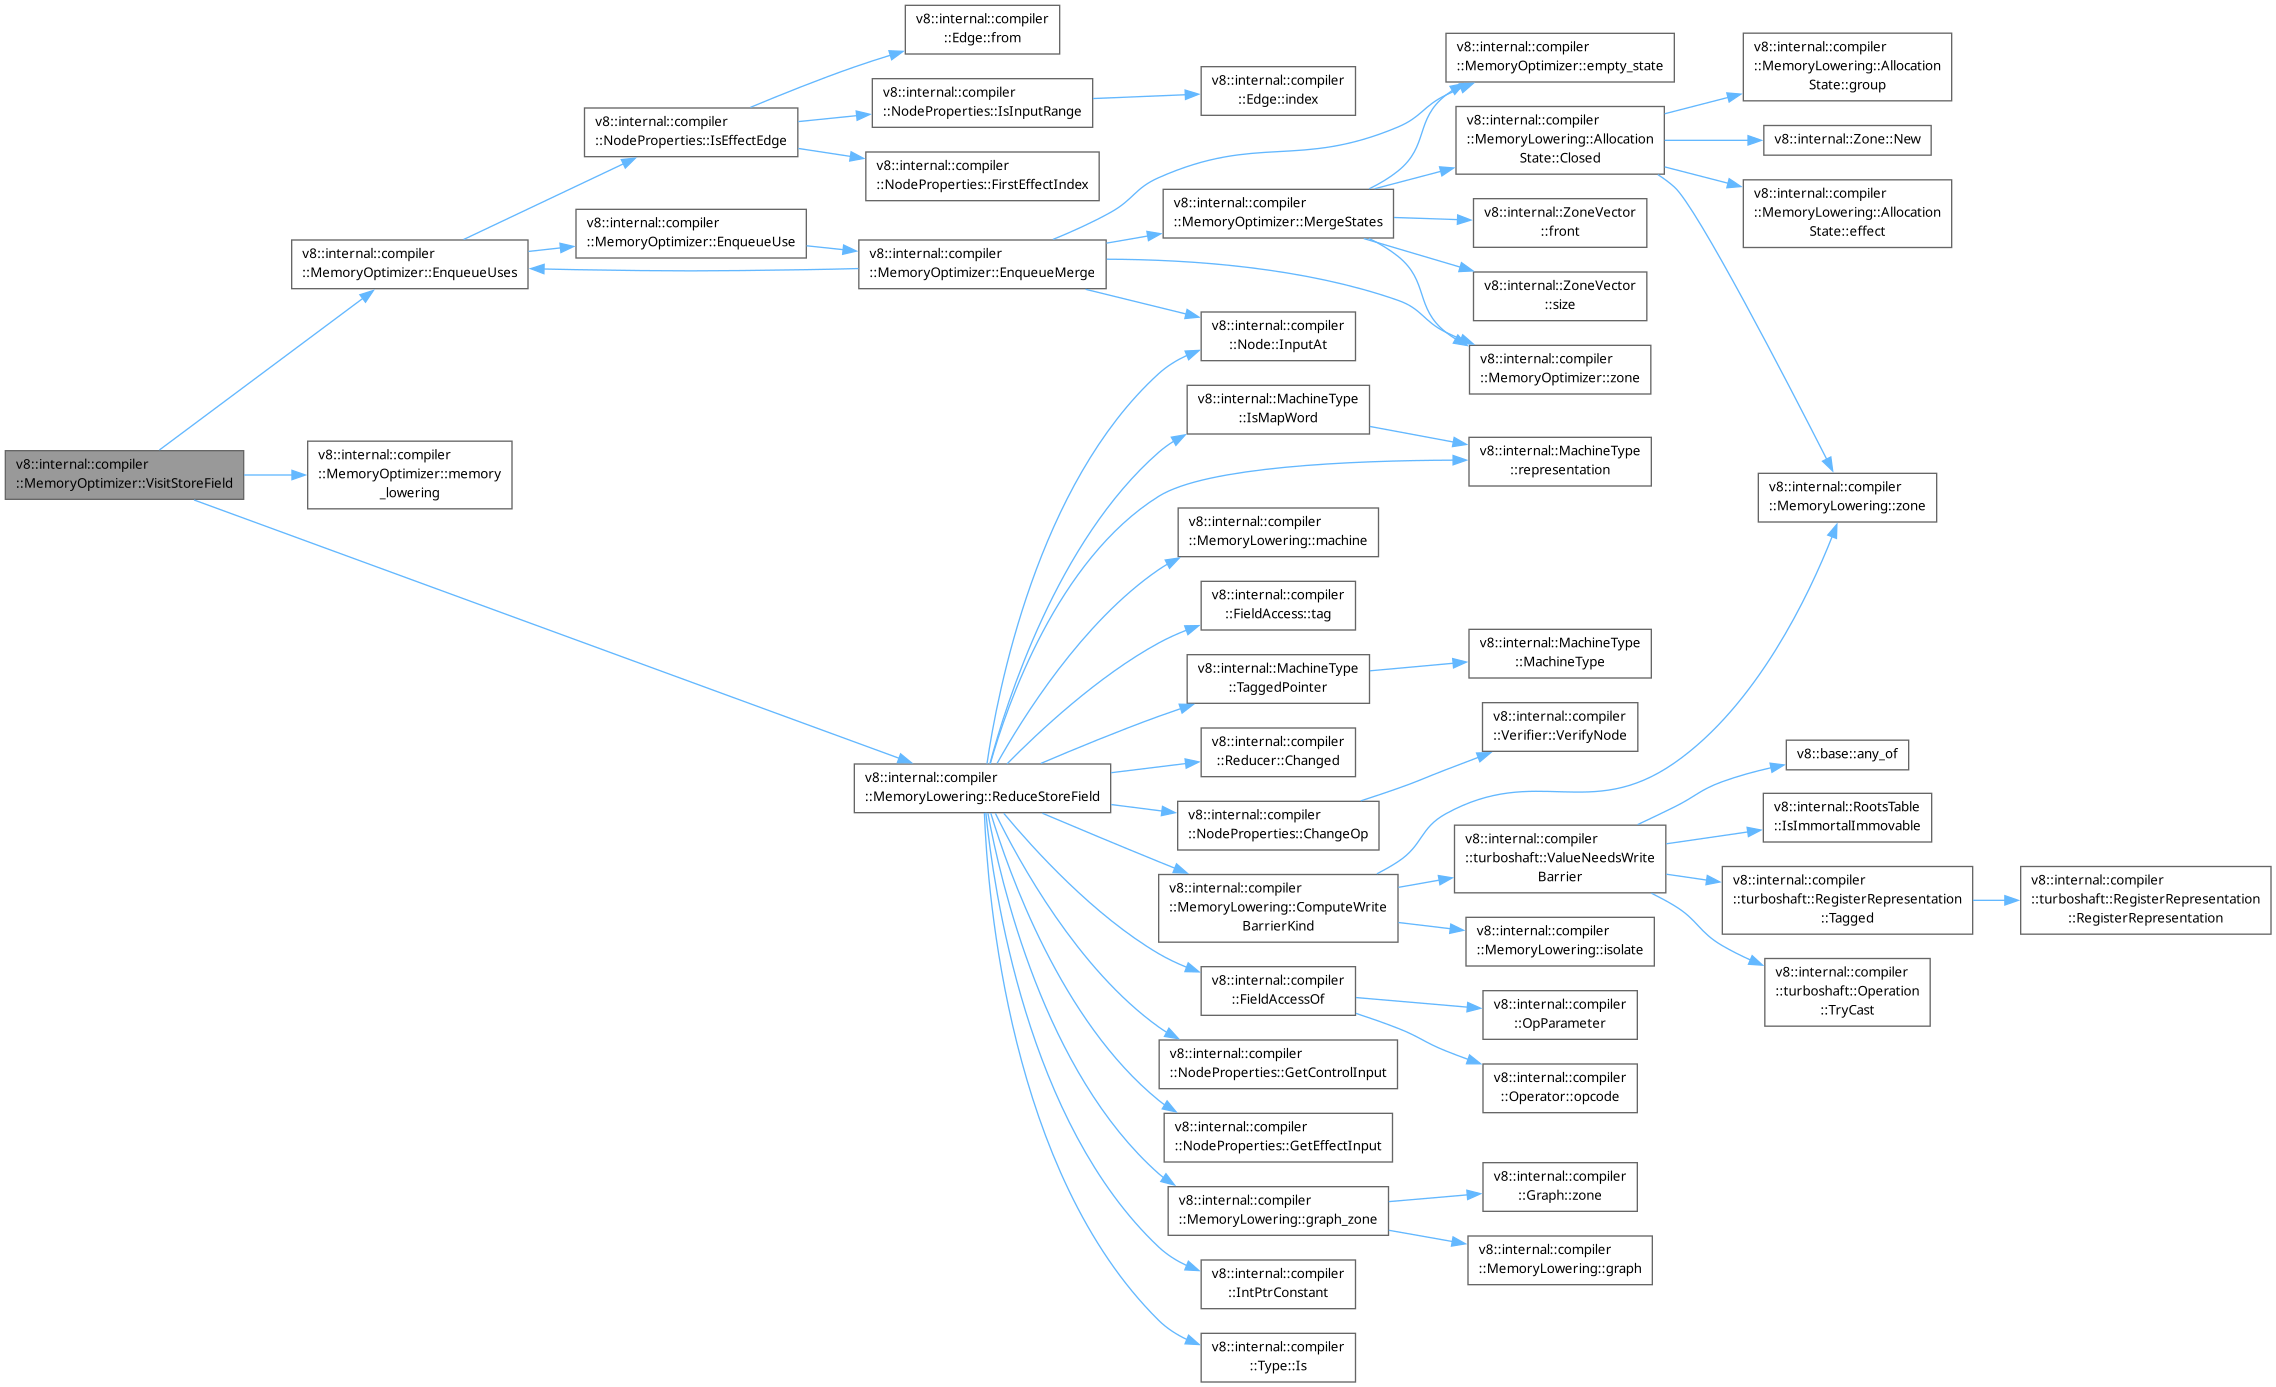 v8::internal::compiler
::MemoryOptimizer::VisitStoreField
v8::internal::compiler
::MemoryOptimizer::EnqueueUses
v8::internal::compiler
::MemoryOptimizer::memory
_lowering
v8::internal::compiler
::NodeProperties::IsEffectEdge
v8::internal::compiler
::MemoryOptimizer::EnqueueUse
v8::internal::compiler
::Edge::from
v8::internal::compiler
::NodeProperties::IsInputRange
v8::internal::compiler
::NodeProperties::FirstEffectIndex
v8::internal::compiler
::MemoryOptimizer::EnqueueMerge
v8::internal::compiler
::MemoryLowering::ReduceStoreField
v8::internal::compiler
::Edge::index
v8::internal::compiler
::MemoryOptimizer::MergeStates
v8::internal::compiler
::Node::InputAt
v8::internal::MachineType
::IsMapWord
v8::internal::compiler
::MemoryLowering::machine
v8::internal::compiler
::FieldAccess::tag
v8::internal::MachineType
::TaggedPointer
v8::internal::compiler
::Reducer::Changed
v8::internal::compiler
::NodeProperties::ChangeOp
v8::internal::compiler
::MemoryLowering::ComputeWrite
BarrierKind
v8::internal::compiler
::FieldAccessOf
v8::internal::compiler
::NodeProperties::GetControlInput
v8::internal::compiler
::NodeProperties::GetEffectInput
v8::internal::compiler
::MemoryLowering::graph_zone
v8::internal::compiler
::IntPtrConstant
v8::internal::compiler
::Type::Is
v8::internal::compiler
::MemoryOptimizer::empty_state
v8::internal::compiler
::MemoryLowering::Allocation
State::Closed
v8::internal::ZoneVector
::front
v8::internal::ZoneVector
::size
v8::internal::compiler
::MemoryOptimizer::zone
v8::internal::MachineType
::representation
v8::internal::MachineType
::MachineType
v8::internal::compiler
::Verifier::VerifyNode
v8::internal::compiler
::turboshaft::ValueNeedsWrite
Barrier
v8::internal::compiler
::MemoryLowering::isolate
v8::internal::compiler
::OpParameter
v8::internal::compiler
::Operator::opcode
v8::internal::compiler
::Graph::zone
v8::internal::compiler
::MemoryLowering::graph
v8::internal::compiler
::MemoryLowering::Allocation
State::group
v8::internal::Zone::New
v8::internal::compiler
::MemoryLowering::Allocation
State::effect
v8::internal::compiler
::MemoryLowering::zone
v8::base::any_of
v8::internal::RootsTable
::IsImmortalImmovable
v8::internal::compiler
::turboshaft::RegisterRepresentation
::Tagged
v8::internal::compiler
::turboshaft::Operation
::TryCast
v8::internal::compiler
::turboshaft::RegisterRepresentation
::RegisterRepresentation